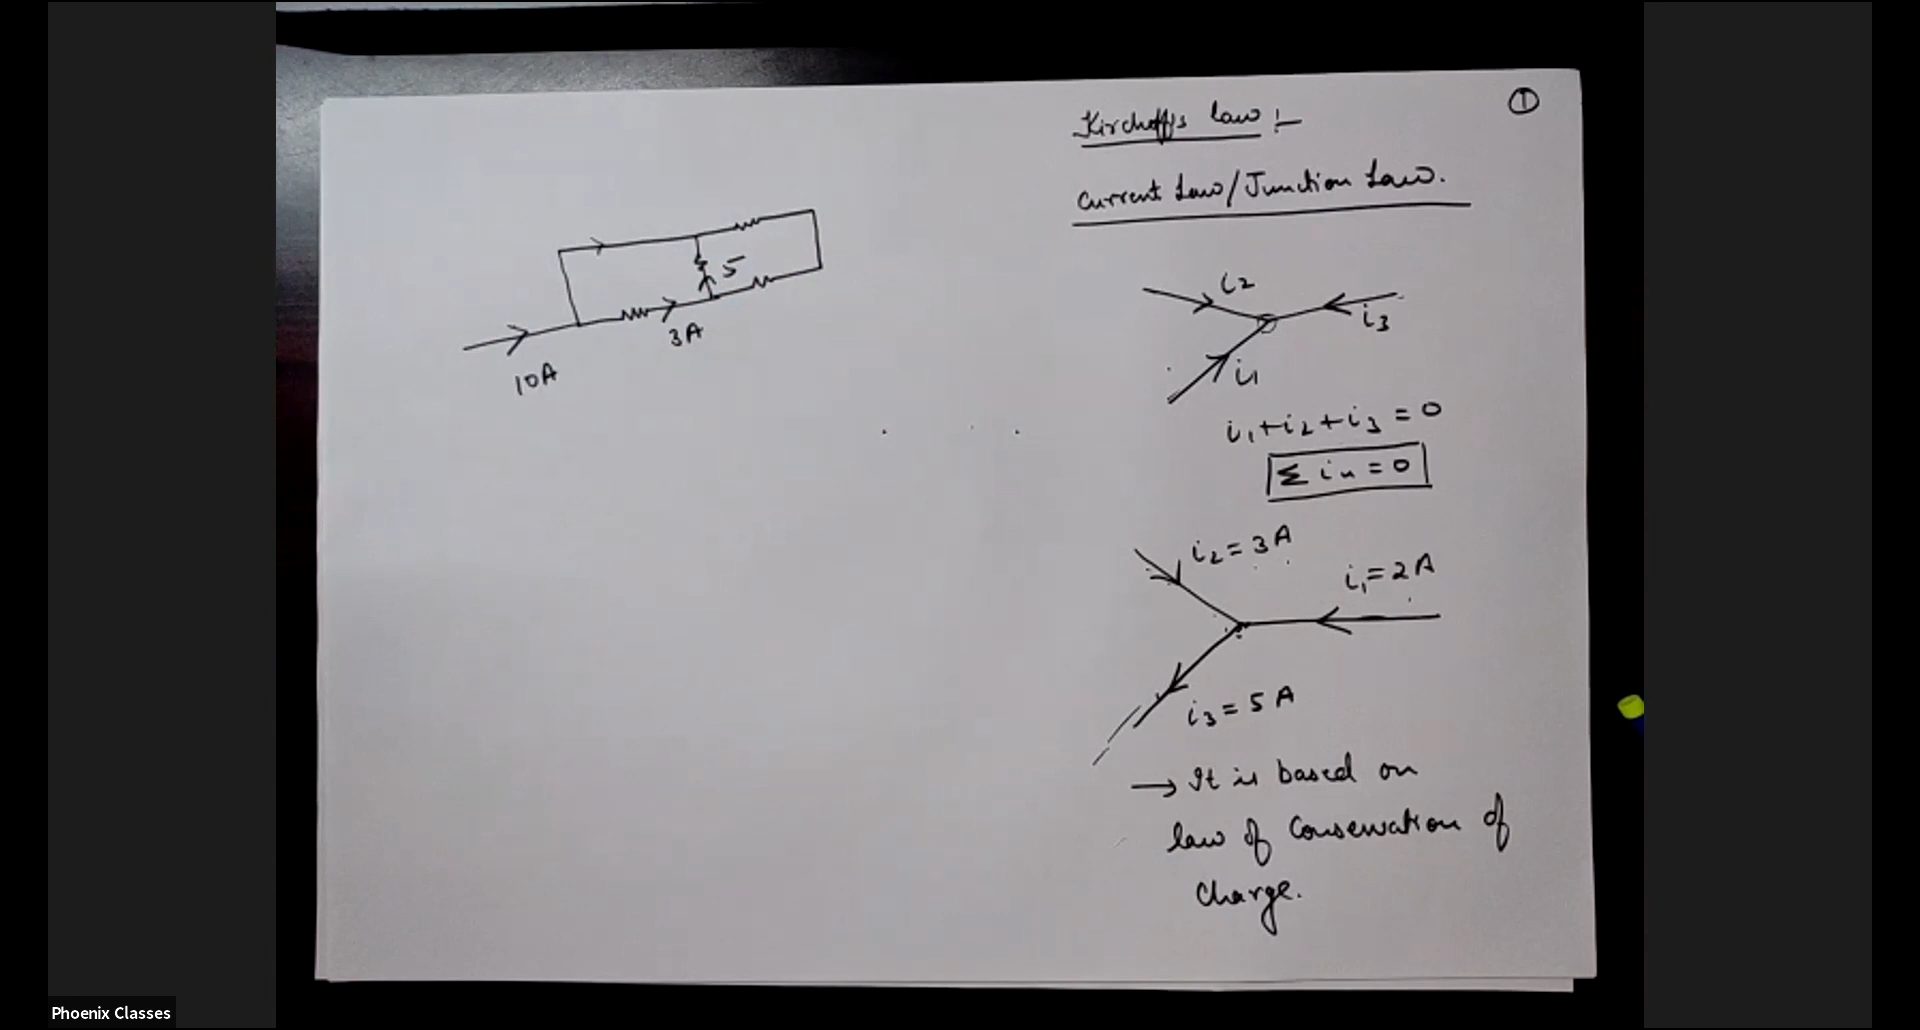 ①
Kirchoffs law :-
Current Law/Junction Law.
i2
i3
i1
i1+i2+i3 = 0
Σ in = 0
5
3A
10A
i2 = 3A
i1 = 2A
i3 = 5A
→ It is based on
law of Conservation of
Charge.
Phoenix Classes